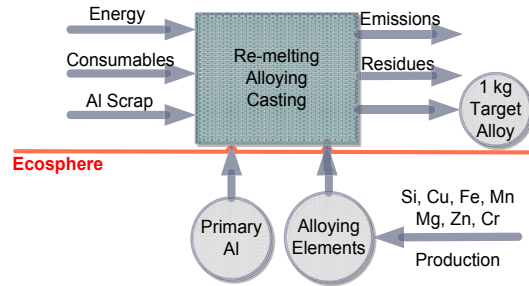 Energy
Consumables
Al Scrap
Re-melting
Alloying
Casting
Emissions
Residues
1 kg
Target
Alloy
Ecosphere
Primary
Al
Alloying
Elements
Si, Cu, Fe, Mn
Mg, Zn, Cr
Production